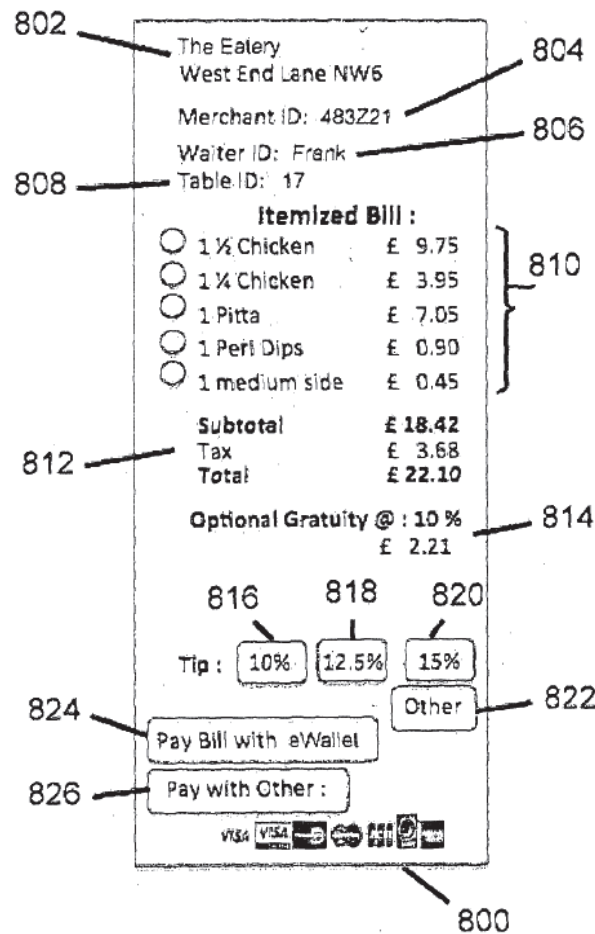 802
The Eatery
West End Lane NW6
804
Merchant ID: 483Z21
806
Waiter ID: Frank
808
Table ID: 17
Itemized Bill :
1 ½ Chicken £ 9.75
1 ¼ Chicken £ 3.95
810
1 Pitta £ 7.05
1 Peri Dips £ 0.90
1 medium side £ 0.45
Subtotal £ 18.42
812
Tax £ 3.68
Total £ 22.10
Optional Gratuity @ : 10 %
814
£ 2.21
816 818 820
Tip : 10% 12.5% 15%
Other
822
824
Pay Bill with eWallet
826
Pay with Other :
VISA VISA
800